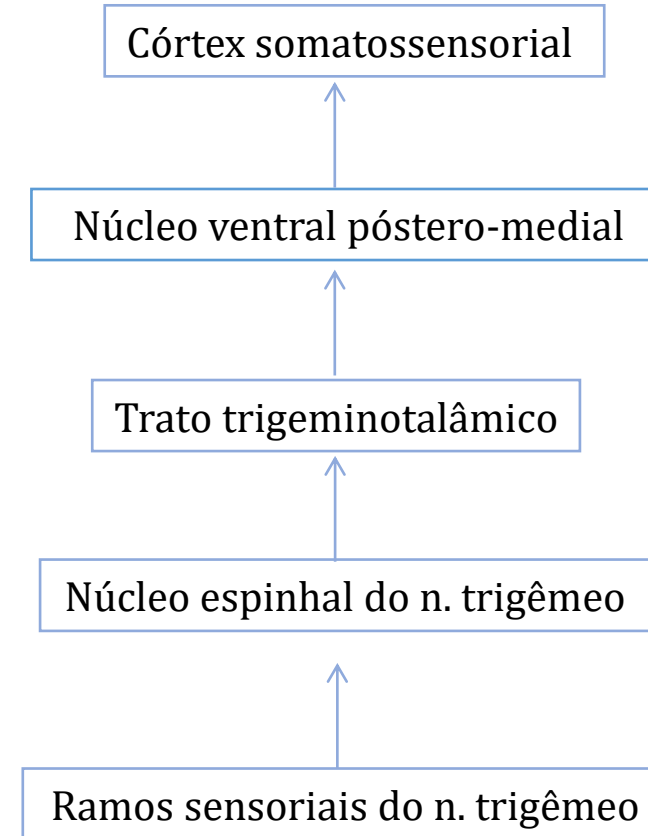 Córtex somatossensorial
Núcleo ventral póstero-medial
Trato trigeminotalâmico
Núcleo espinhal do n. trigêmeo
Ramos sensoriais do n. trigêmeo